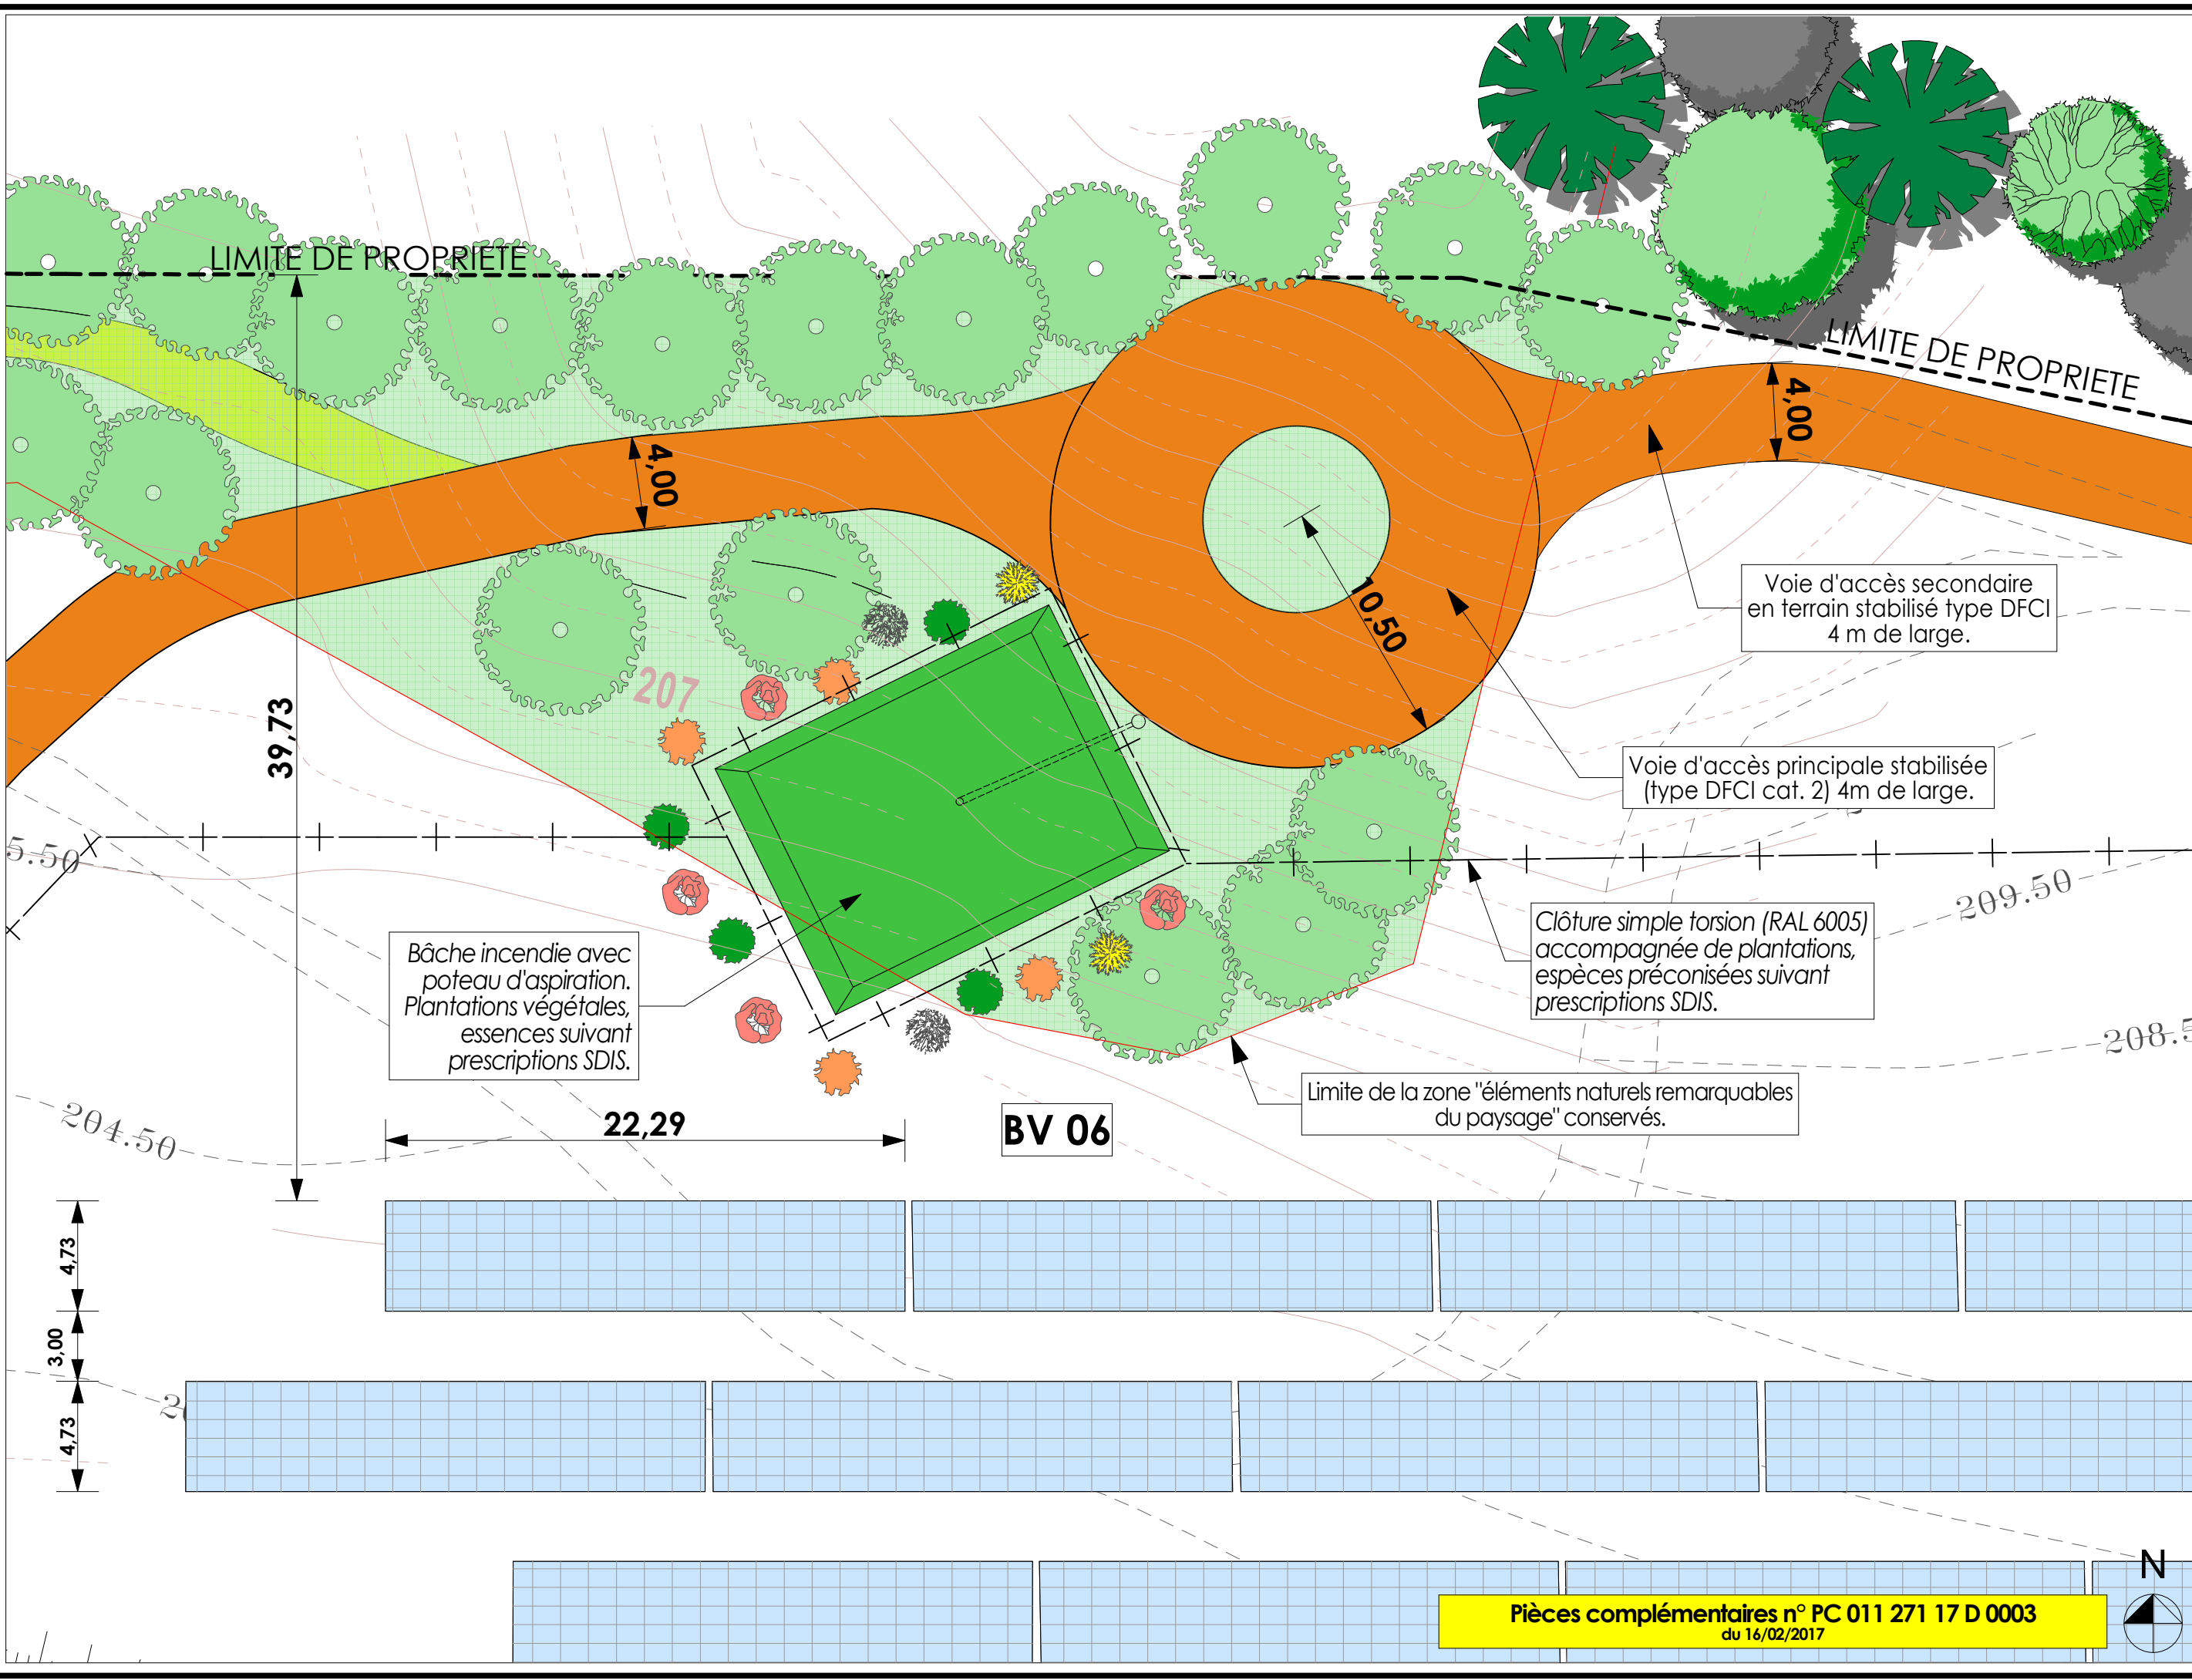 LIMITE DE PROPRIETE
LIMITE DE PROPRIETE
4,00
4,00
10,50
Voie d'accès secondaire
en terrain stabilisé type DFCI
4 m de large.
207
39,73
Voie d'accès principale stabilisée
(type DFCI cat. 2) 4m de large.
5.50
209.50
Clôture simple torsion (RAL 6005)
accompagnée de plantations,
espèces préconisées suivant
prescriptions SDIS.
Bâche incendie avec
poteau d'aspiration.
Plantations végétales,
essences suivant
prescriptions SDIS.
208.5
Limite de la zone "éléments naturels remarquables
du paysage" conservés.
204.50
22,29
BV 06
4,73
3,00
4,73
N
Pièces complémentaires n° PC 011 271 17 D 0003
du 16/02/2017